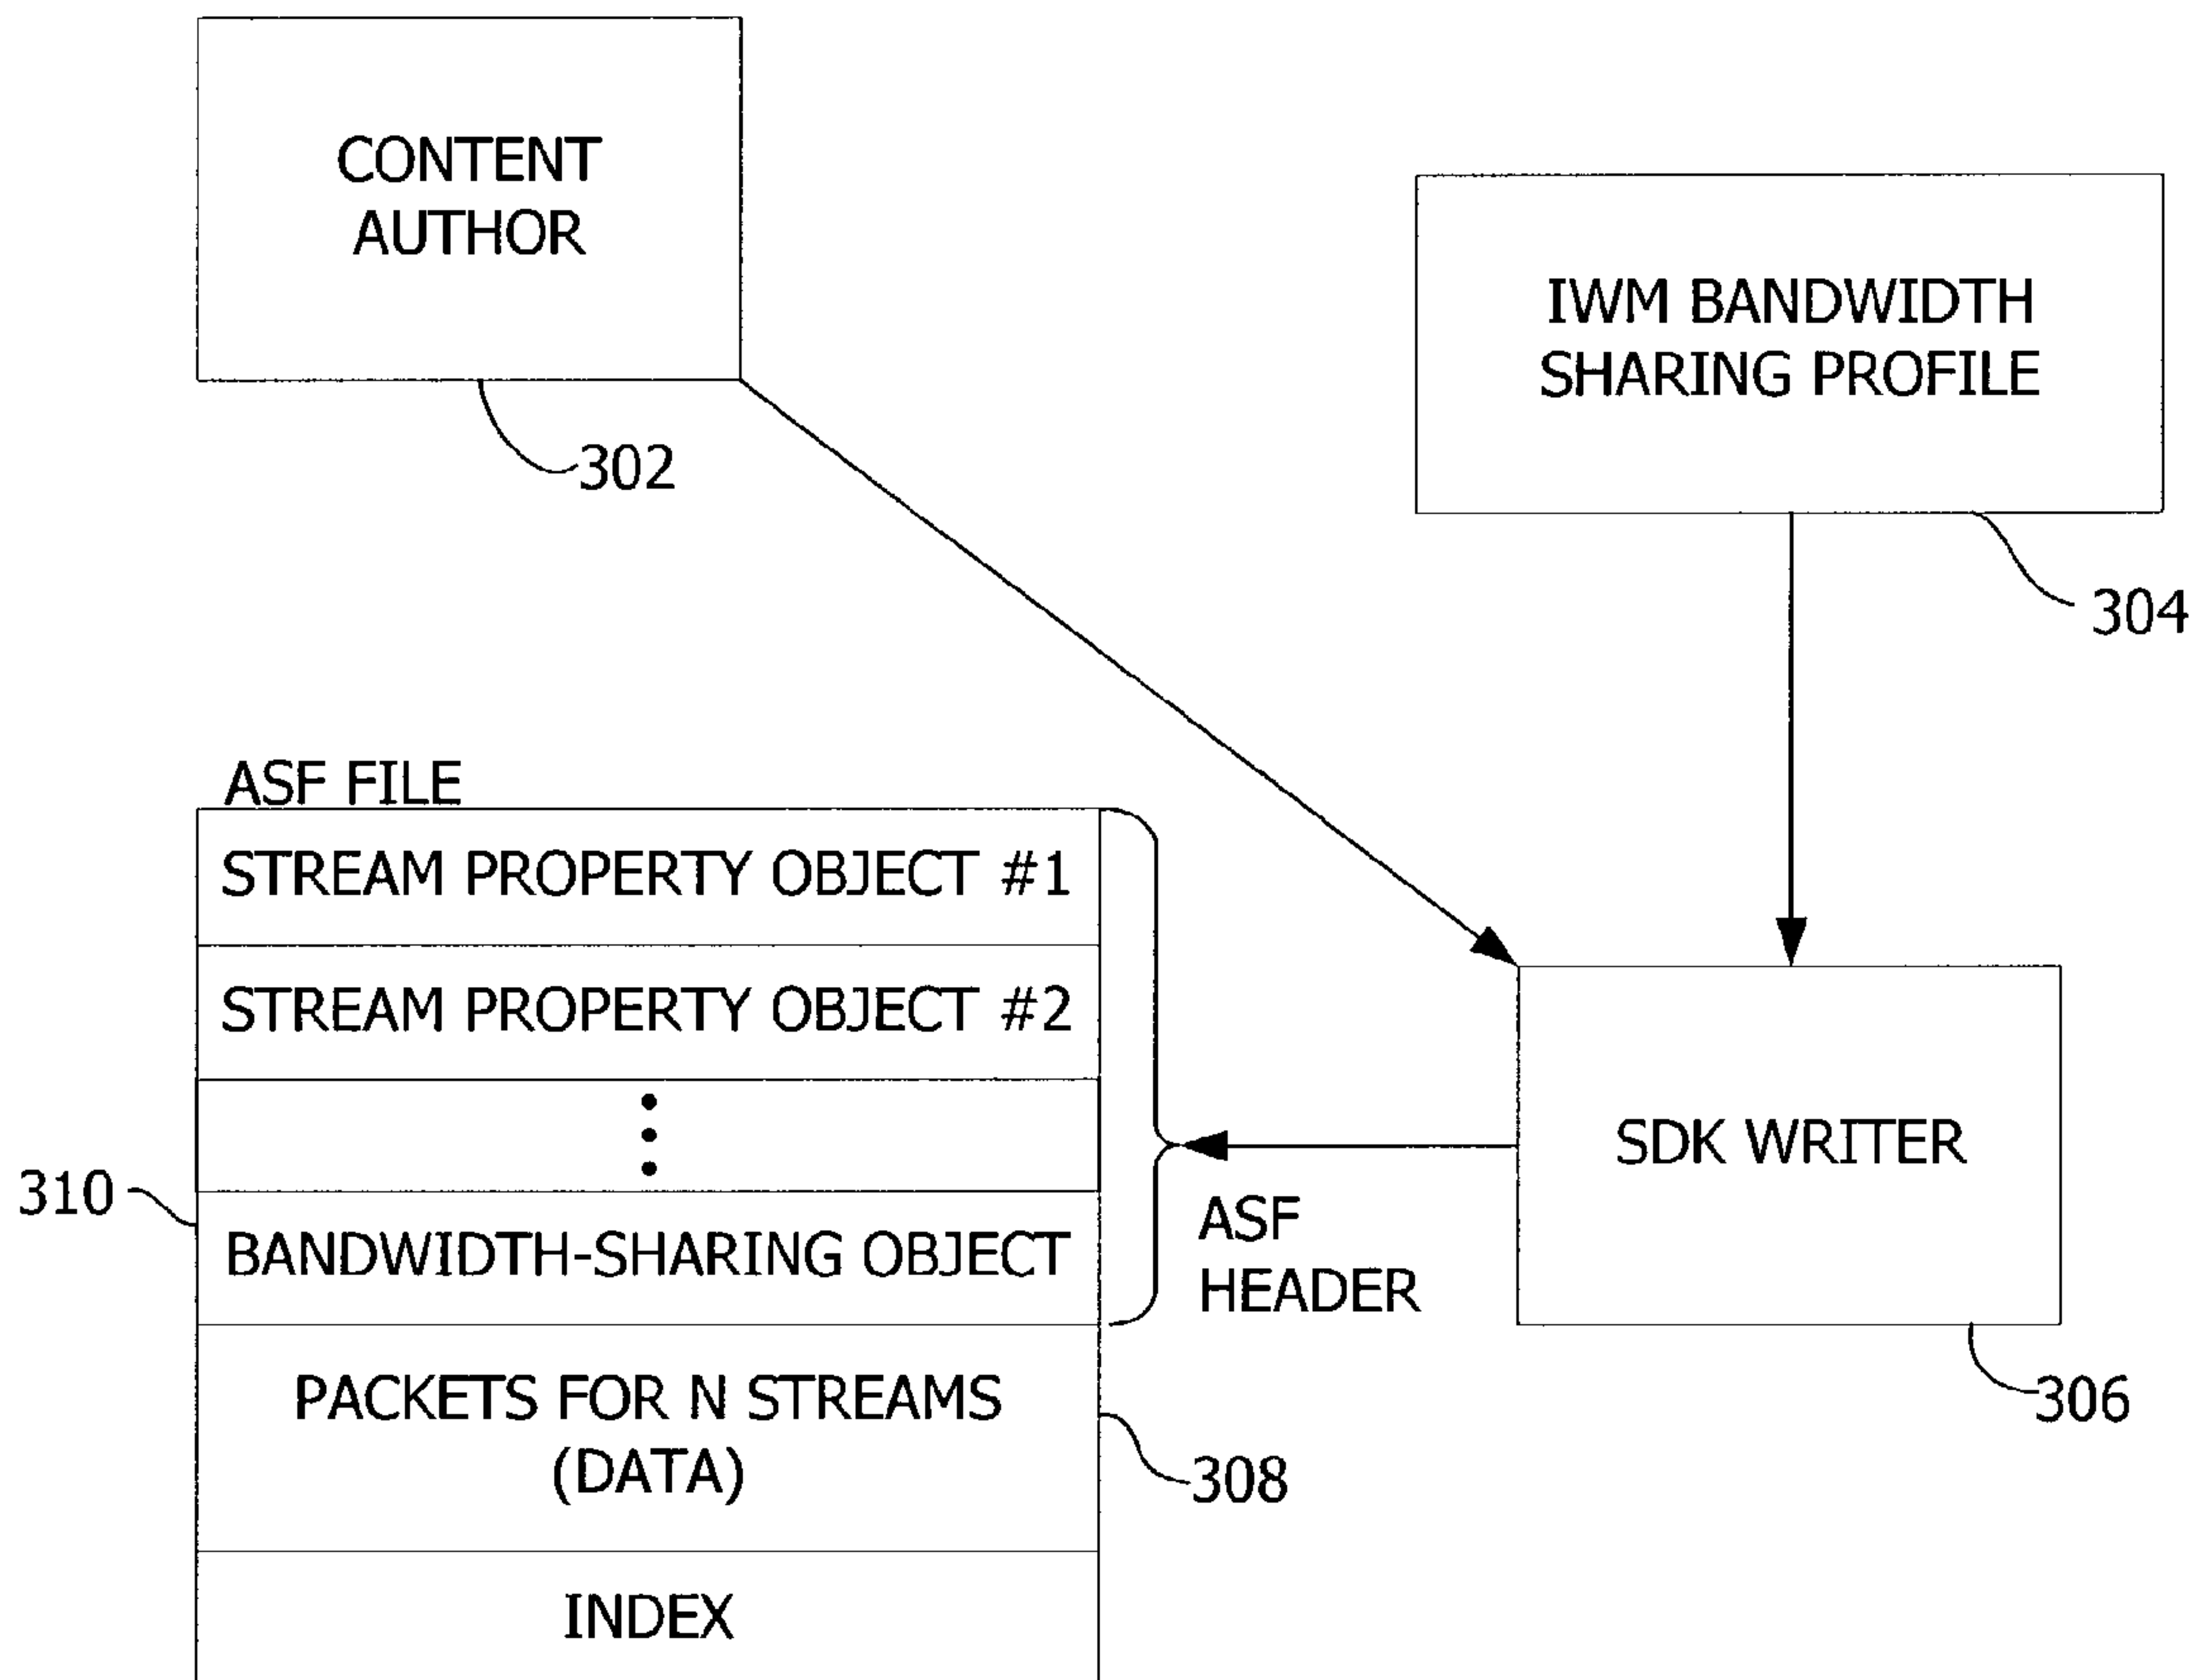 CONTENT
AUTHOR
302
IWM BANDWIDTH
SHARING PROFILE
304
ASF FILE
STREAM PROPERTY OBJECT #1
STREAM PROPERTY OBJECT #2
310
BANDWIDTH-SHARING OBJECT
ASF
HEADER
SDK WRITER
306
PACKETS FOR N STREAMS
(DATA)
308
INDEX